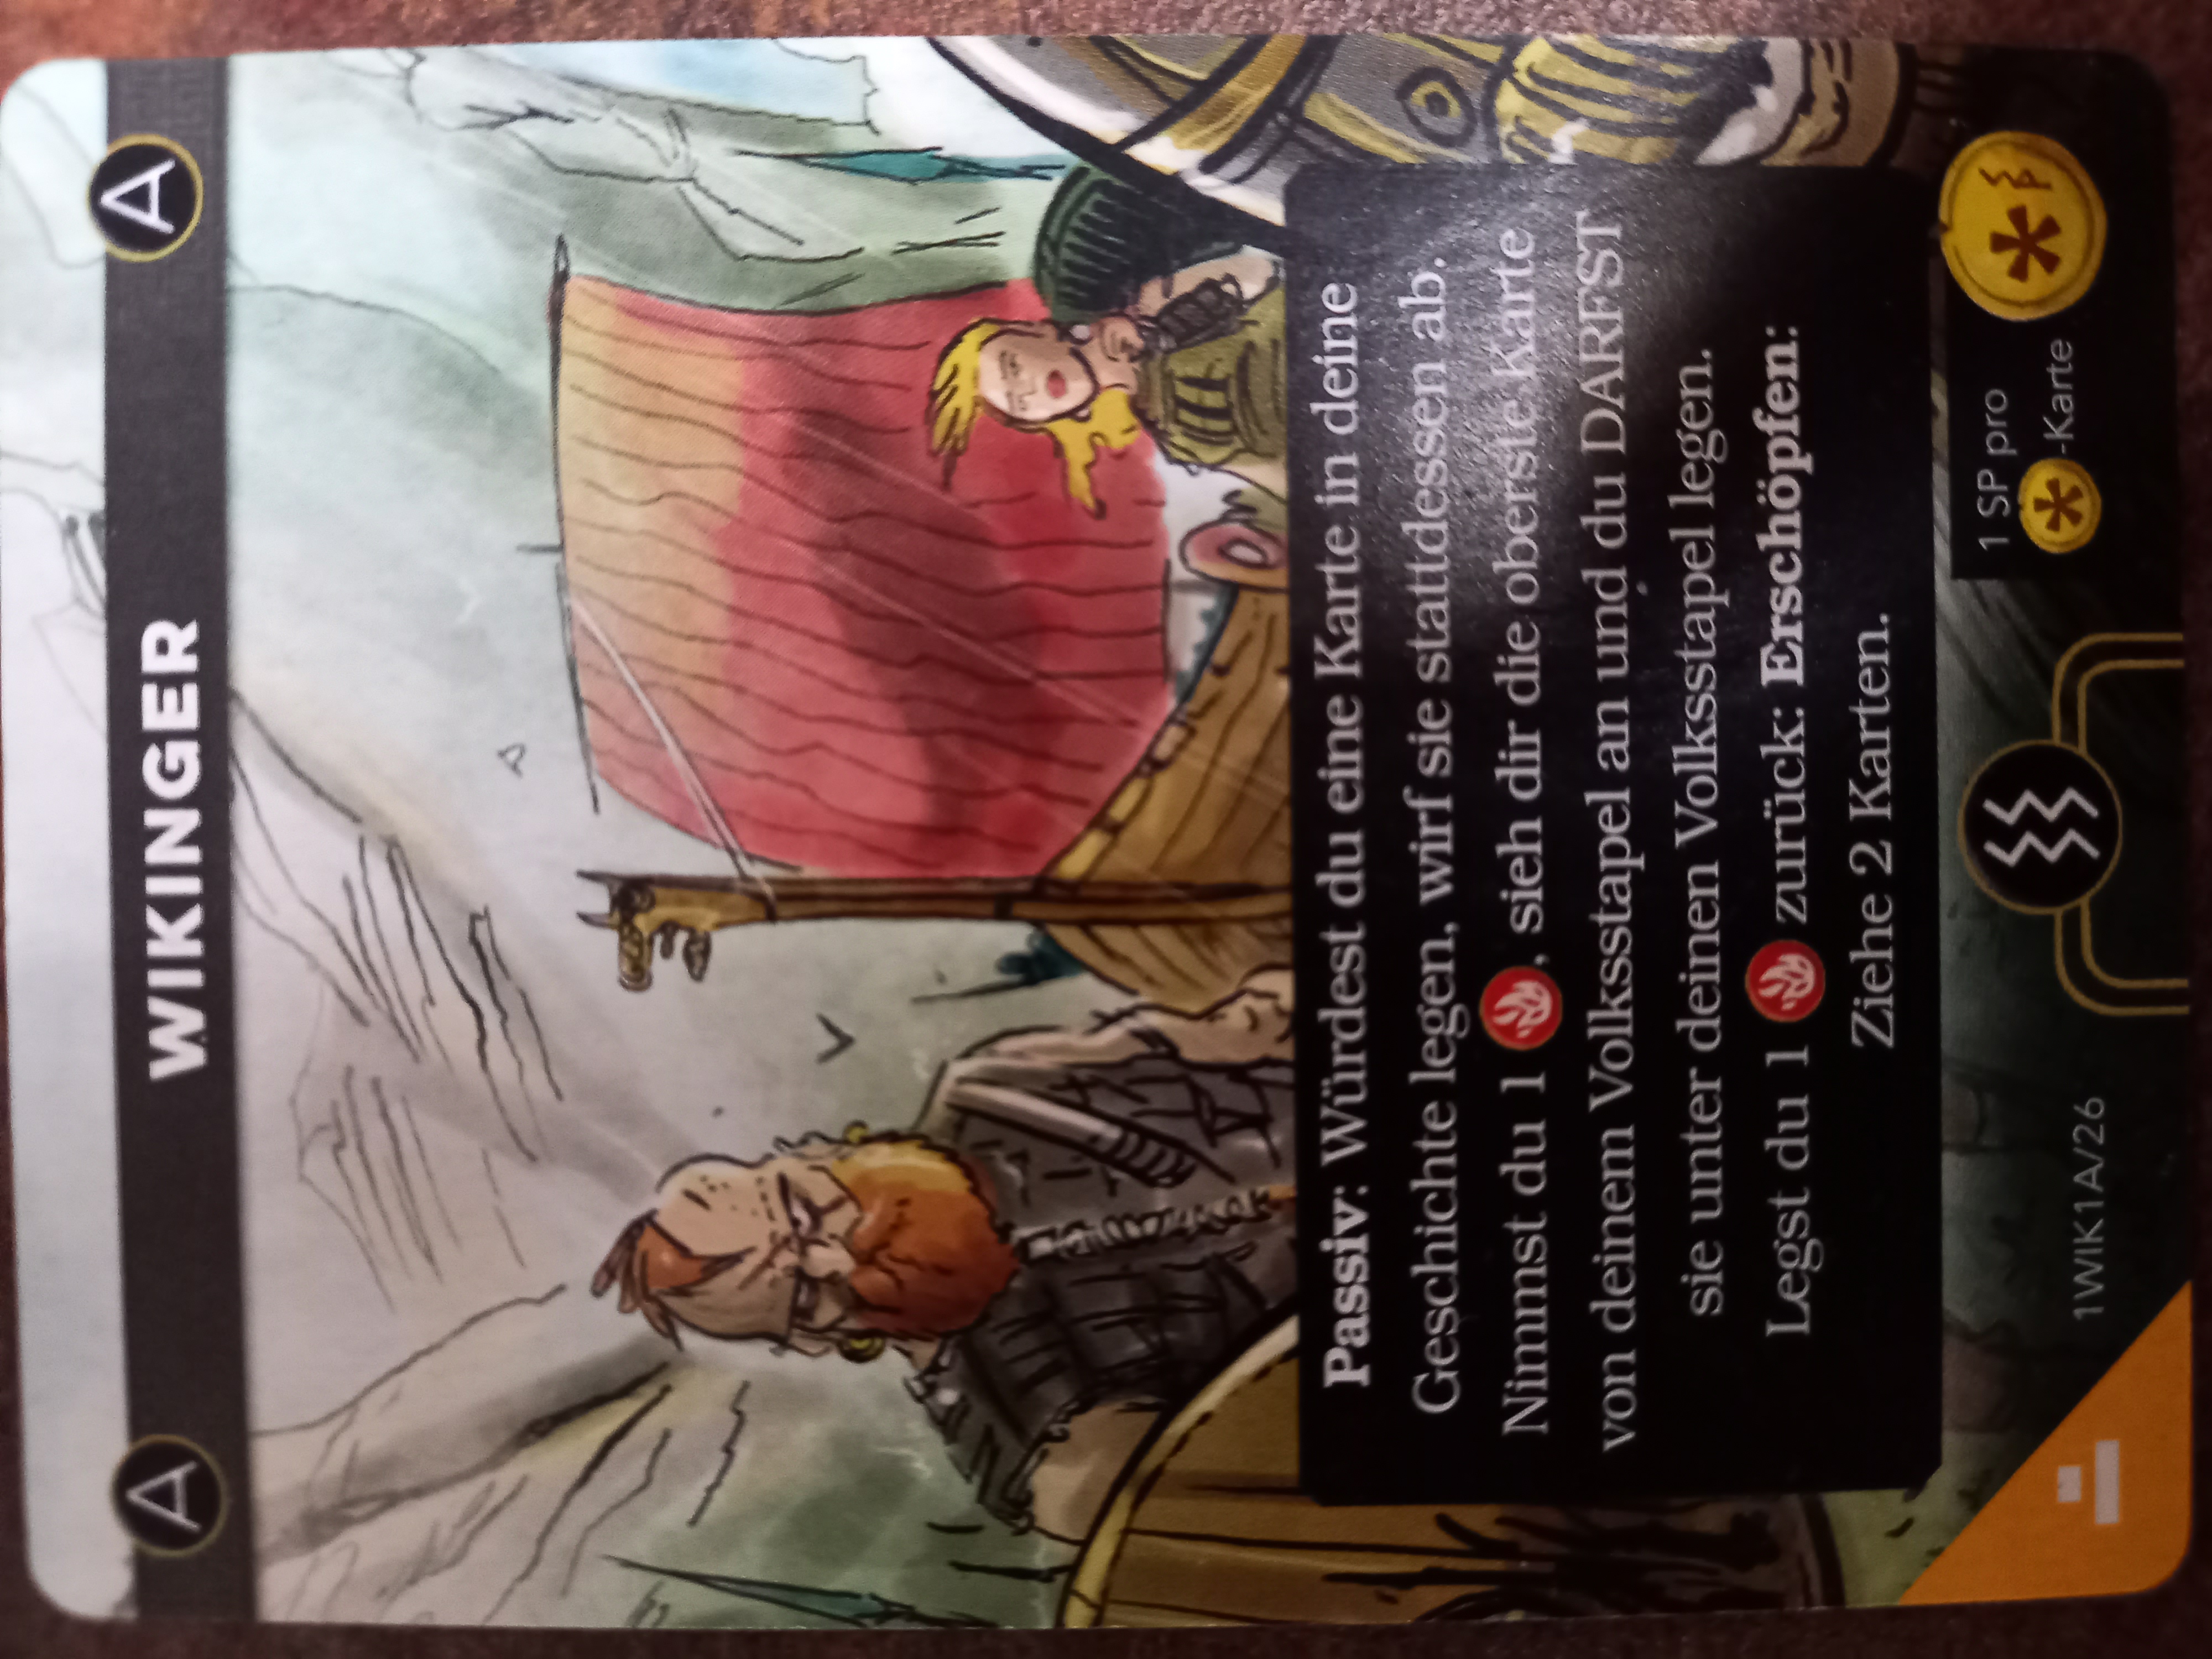 A WIKINGER A
Passiv: Würdest du eine Karte in deine
Geschichte legen, wirf sie stattdessen ab.
Nimmst du 1 , sieh dir die oberste Karte
von deinem Volksstapel an und du DARFST
sie unter deinen Volksstapel legen.
Legst du 1 zurück: Erschöpfen:
Ziehe 2 Karten.
1WIK1A/26
1 SP pro
-Karte
SP